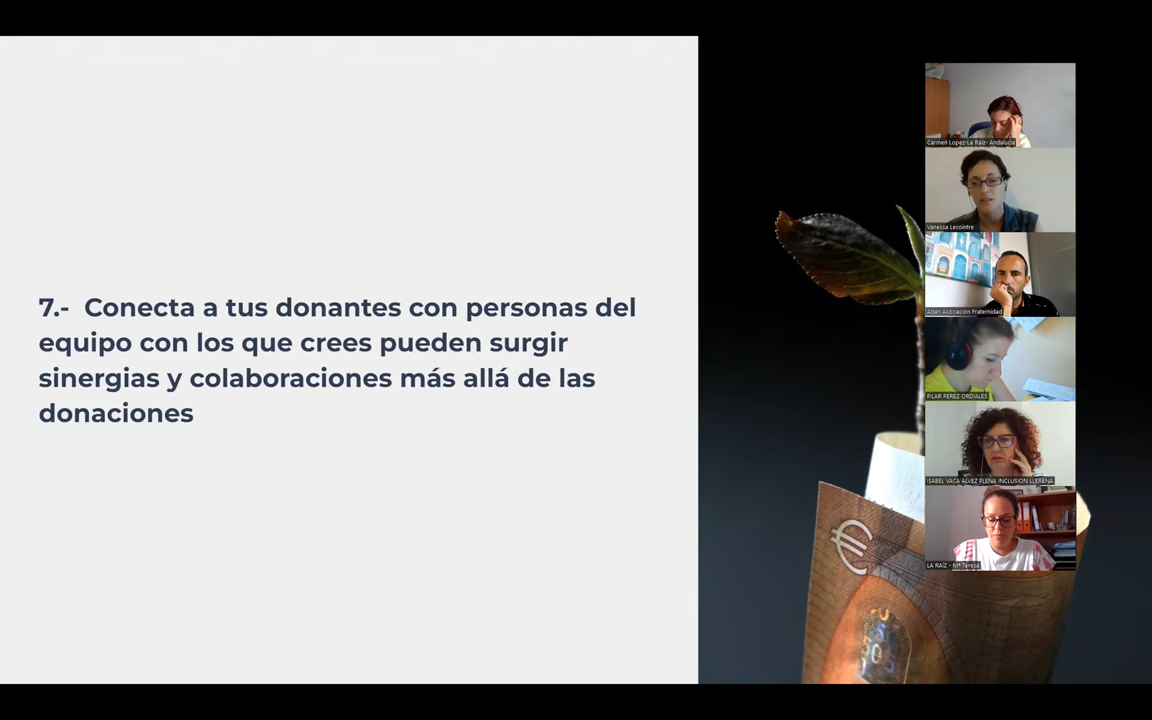 7.- Conecta a tus donantes con personas del
equipo con los que crees pueden surgir
sinergias y colaboraciones más allá de las
donaciones
Carmen Lopez-La Raíz- Andalucía
Vanessa Lecointre
Adán Asociación Fraternidad
PILAR PEREZ ORDIALES
ISABEL VACA ALVEZ PLENA INCLUSION LLERENA
LA RAÍZ - Mª Teresa
€